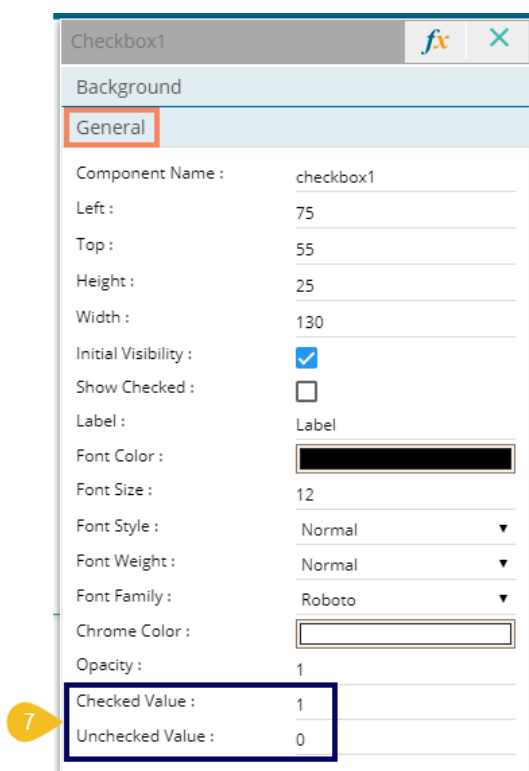 Checkbox1 fx
Background
General
Component Name : checkbox1
Left : 75
Top : 55
Height : 25
Width : 130
Initial Visibility :
Show Checked :
Label : Label
Font Color :
Font Size : 12
Font Style : Normal
Font Weight : Normal
Font Family : Roboto
Chrome Color :
Opacity : 1
Checked Value : 1
7
Unchecked Value : 0